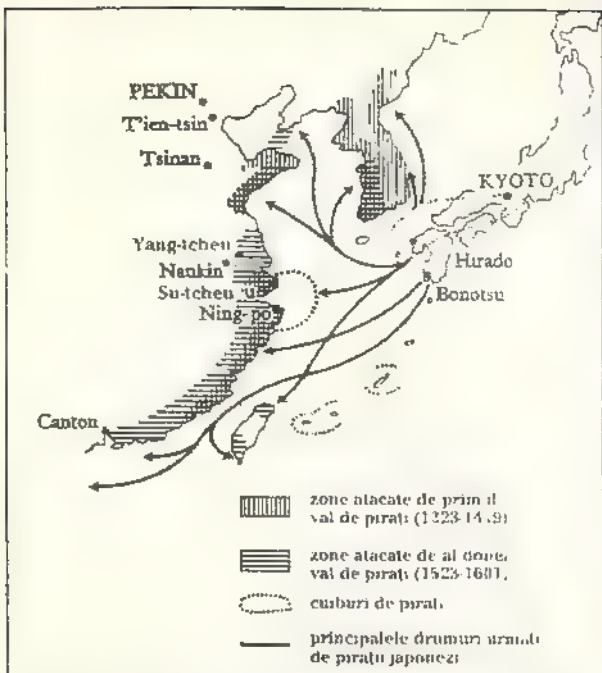 PEKIN
T'ien-tsin
Tsinan
KYOTO
Yang-tcheu
Nankin
Hirado
Su-tcheu
Bonotsu
Ning-po
Canton
zone atacate de primul
val de pirați
zone atacate de al doilea
val de pirați (1523-
cuiburi de pirați
principalele drumuri urmate
de pirații japonezi